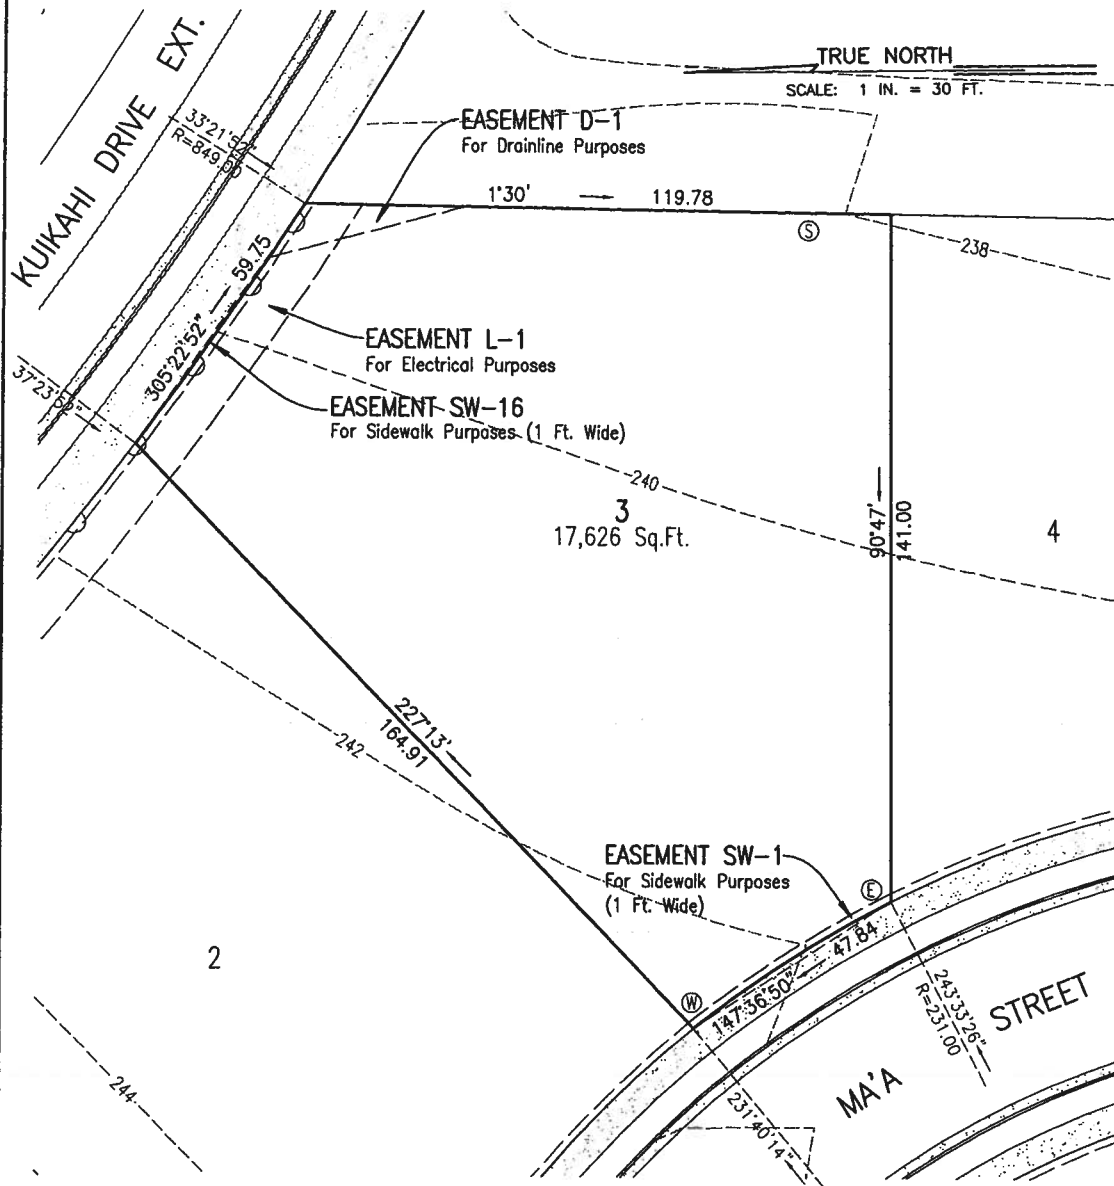 KUIKAHI DRIVE EXT.
TRUE NORTH
SCALE: 1 IN. = 30 FT.
EASEMENT D-1
For Drainline Purposes
33°21'52"
1°30' 119.78
S
238
59.75
305°22'52"
EASEMENT L-1
For Electrical Purposes
EASEMENT SW-16
For Sidewalk Purposes (1 Ft. Wide)
240
3
17,626 Sq.Ft.
90°47'
141.00
4
227°13'
164.91
242
EASEMENT SW-1
For Sidewalk Purposes
(1 Ft. Wide)
E
47.84
147°36'50"
W
2
243°33'26"
R=231.00
MA'A STREET
231°40'14"
244